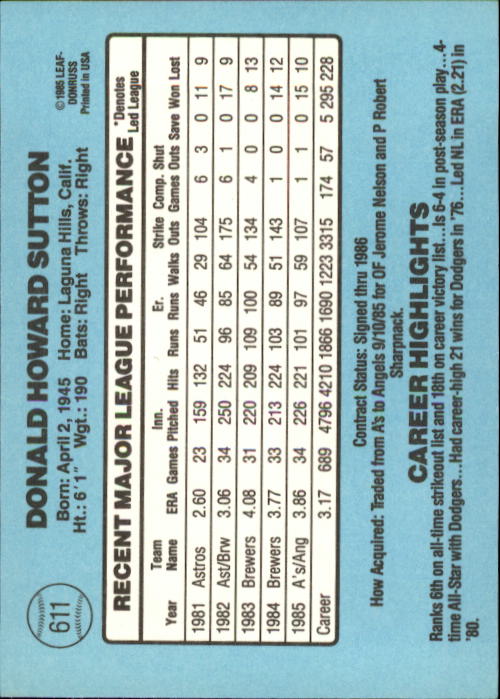 611
DONALD HOWARD SUTTON
Born: April 2, 1945 Home: Laguna Hills, Calif.
Ht.: 6'1" Wgt.: 190 Bats: Right Throws: Right
©1985 LEAF-
DONRUSS
Printed in USA
RECENT MAJOR LEAGUE PERFORMANCE
*Denotes
Led League
Team Inn. Er. Strike Comp. Shut
Year Name ERA Games Pitched Hits Runs Runs Walks Outs Games Outs Save Won Lost
1981 Astros 2.60 23 159 132 51 46 29 104 6 3 0 11 9
1982 Ast/Brw 3.06 34 250 224 96 85 64 175 6 1 0 17 9
1983 Brewers 4.08 31 220 209 109 100 54 134 4 0 0 8 13
1984 Brewers 3.77 33 213 224 103 89 51 143 1 0 0 14 12
1985 A's/Ang 3.86 34 226 221 101 97 59 107 1 1 0 15 10
Career 3.17 689 4796 4210 1866 1690 1223 3315 174 57 5 295 228
Contract Status: Signed thru 1986
How Acquired: Traded from A's to Angels 9/10/85 for OF Jerome Nelson and P Robert
Sharpnack.
CAREER HIGHLIGHTS
Ranks 6th on all-time strikeout list and 18th on career victory list...Is 6-4 in post-season play...4-
time All-Star with Dodgers...Had career-high 21 wins for Dodgers in '76...Led NL in ERA (2.21) in
'80.